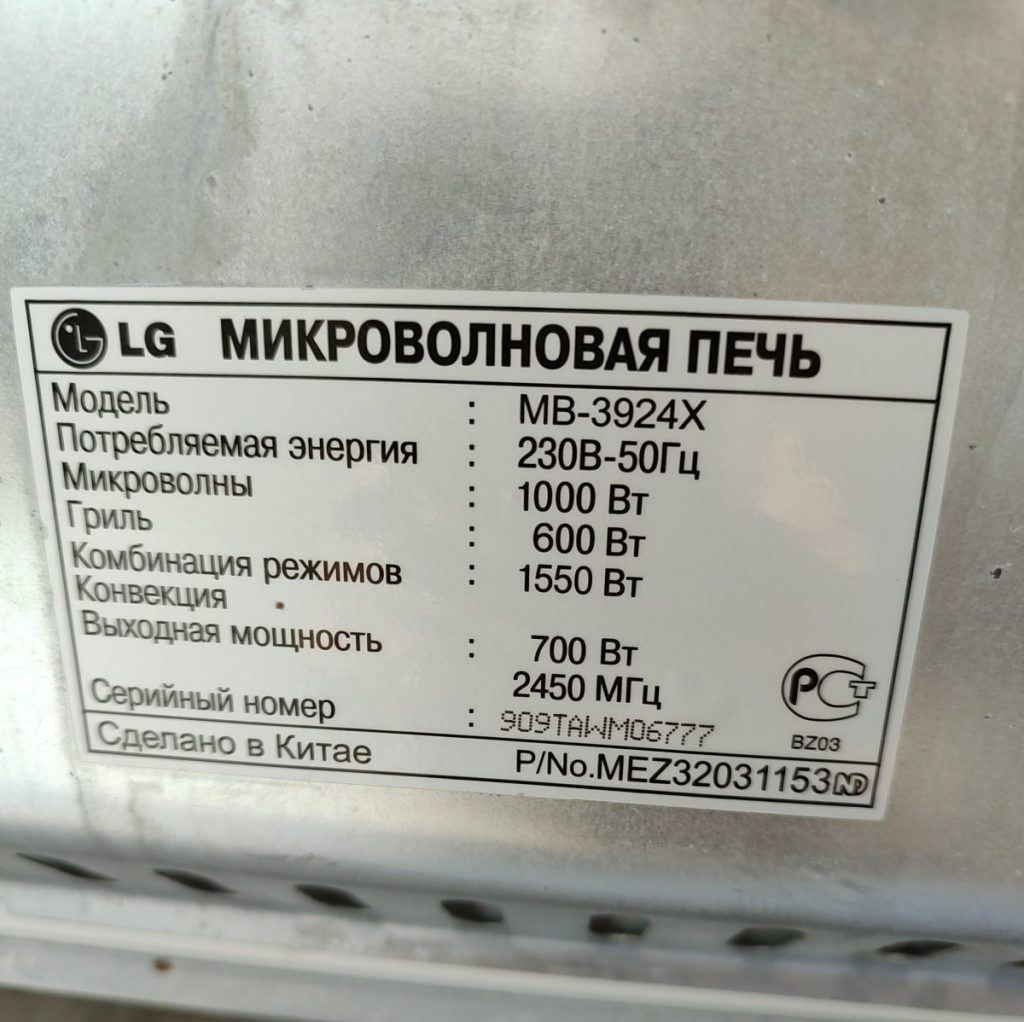 LG МИКРОВОЛНОВАЯ ПЕЧЬ
Модель : MB-3924X
Потребляемая энергия : 230В-50Гц
Микроволны : 1000 Вт
Гриль : 600 Вт
Комбинация режимов : 1550 Вт
Конвекция
Выходная мощность : 700 Вт
2450 МГц
Серийный номер : 909TAWM06777
РСТ
BZ03
Сделано в Китае P/No.MEZ32031153